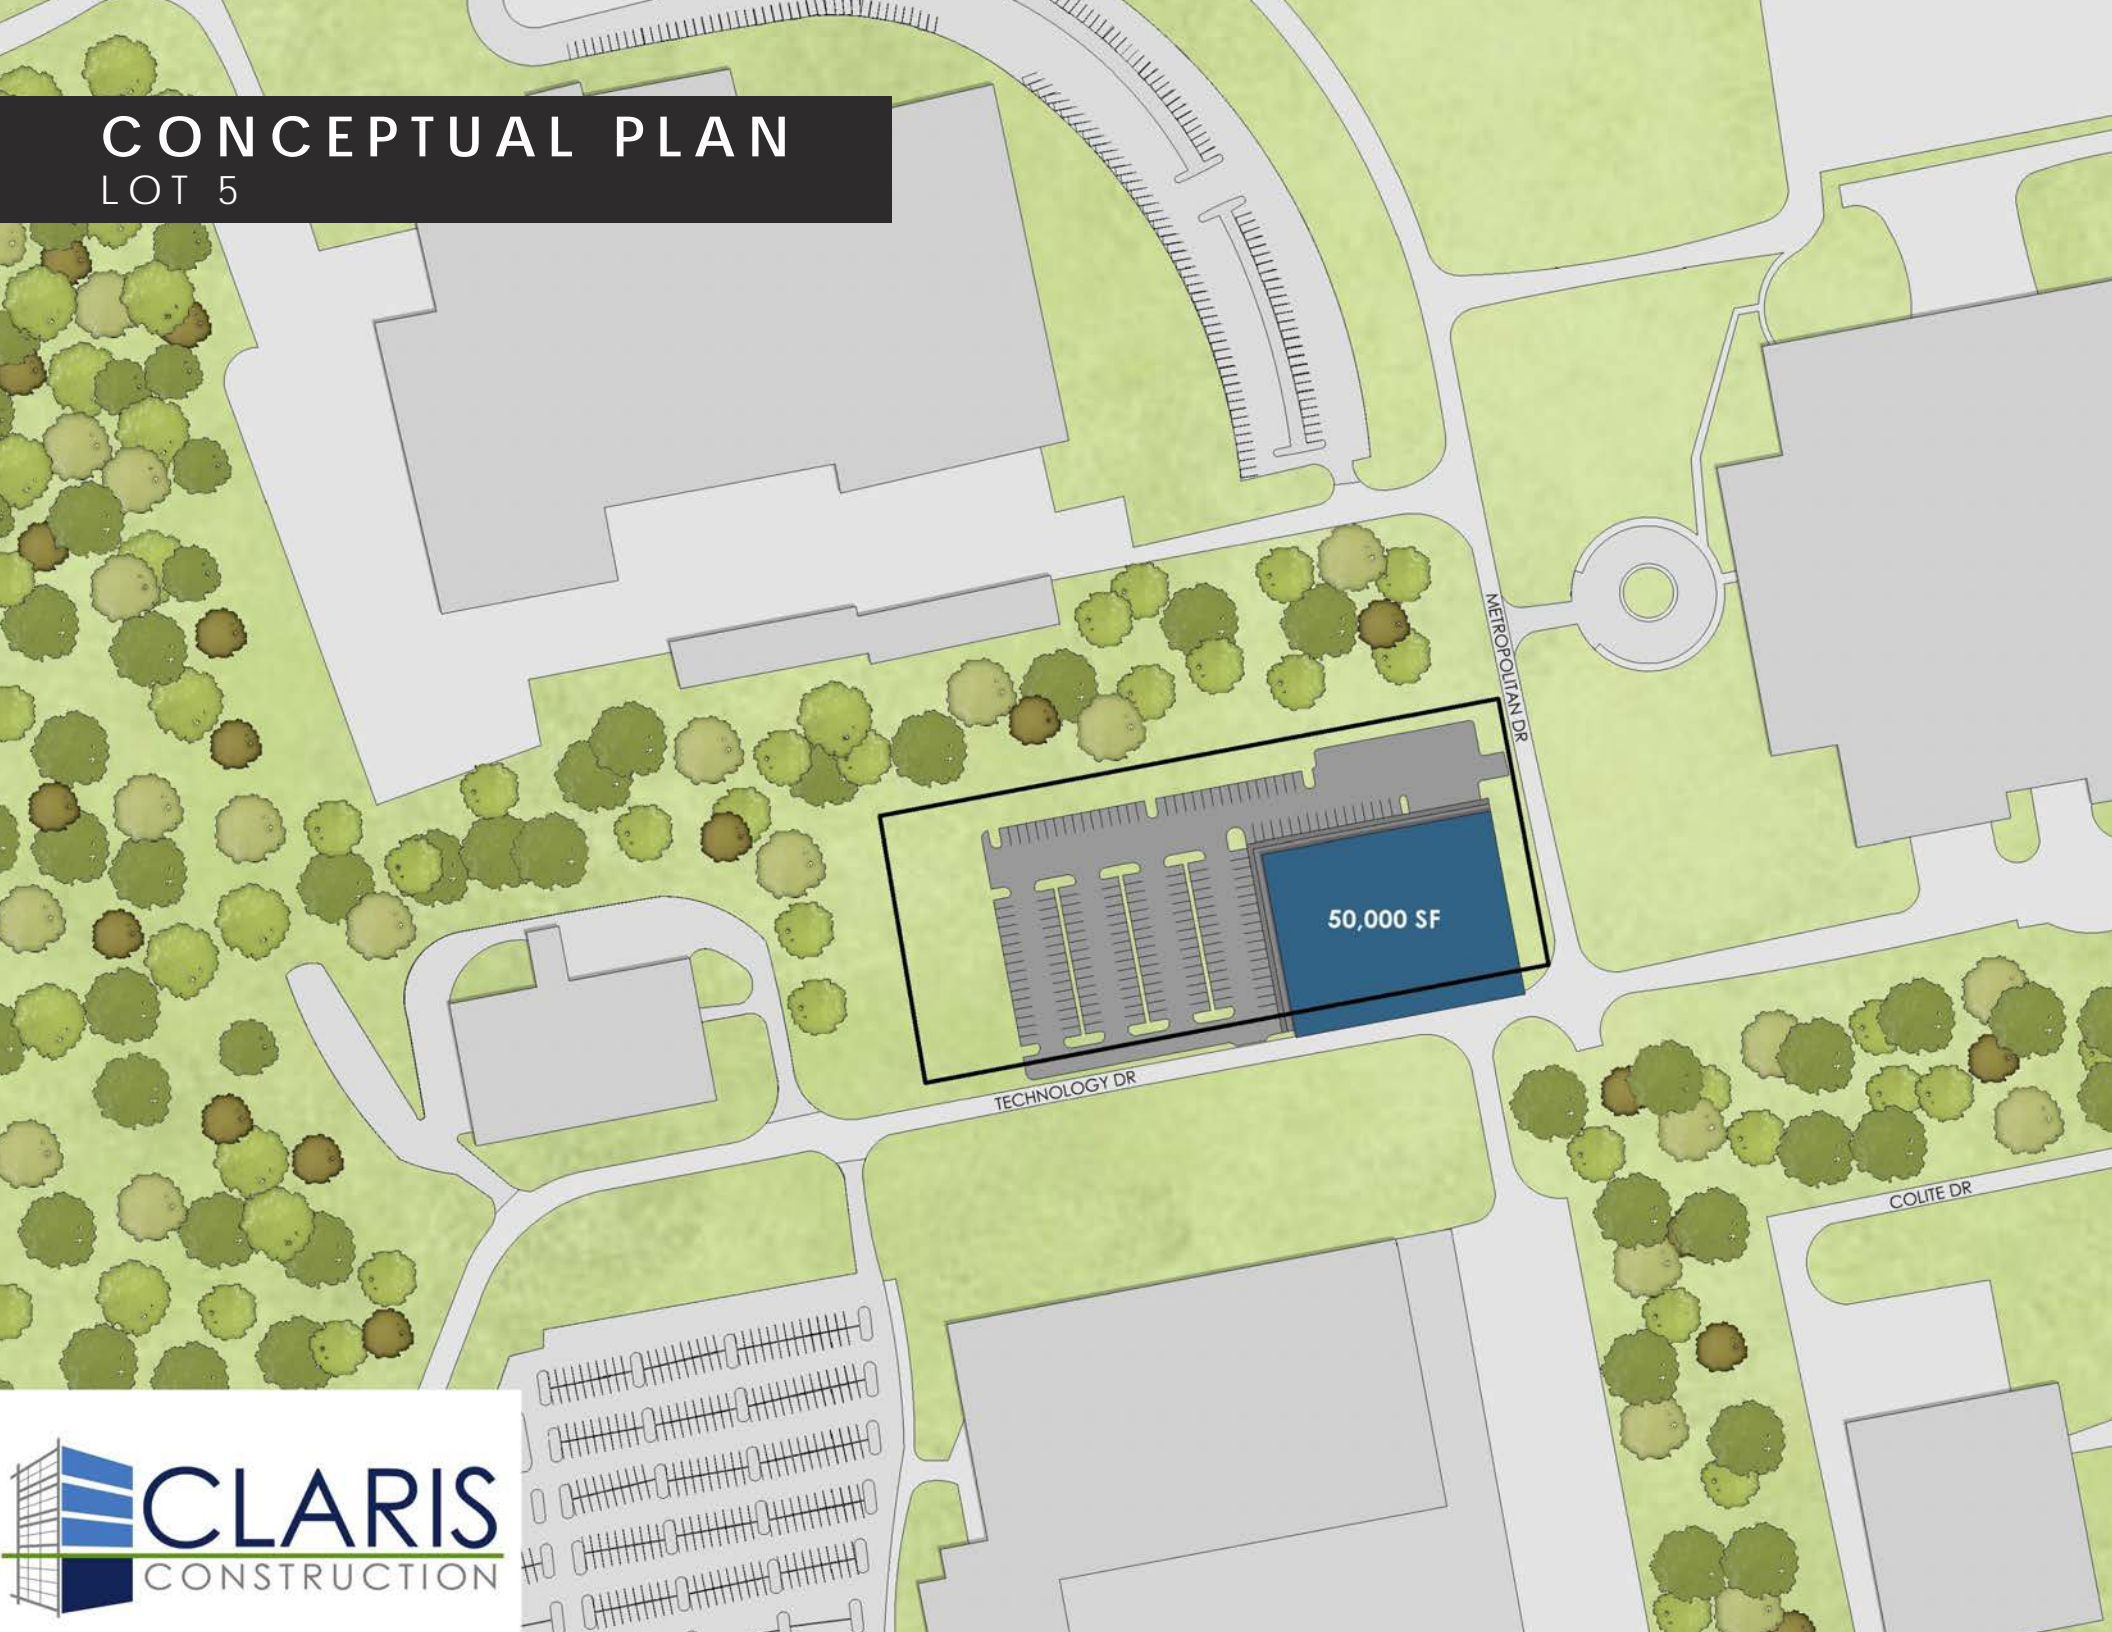 CONCEPTUAL PLAN
LOT 5
METROPOLITAN DR
50,000 SF
TECHNOLOGY DR
COLITE DR
CLARIS
CONSTRUCTION